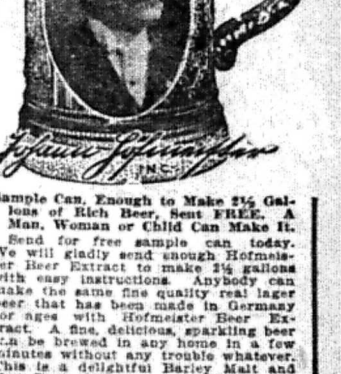 Johann Hofmeister
INC.
Sample Can, Enough to Make 2½ Gal-
lons of Rich Beer, Sent FREE. A
Man, Woman or Child Can Make It.
Send for free sample can today.
We will gladly send enough Hofmeis-
ter Beer Extract to make 2½ gallons
with easy instructions. Anybody can
make the same fine quality real lager
beer that has been made in Germany
for ages with Hofmeister Beer Ex-
ract. A fine, delicious, sparkling beer
can be brewed in any home in a few
minutes without any trouble whatever.
This is a delightful Barley Malt and